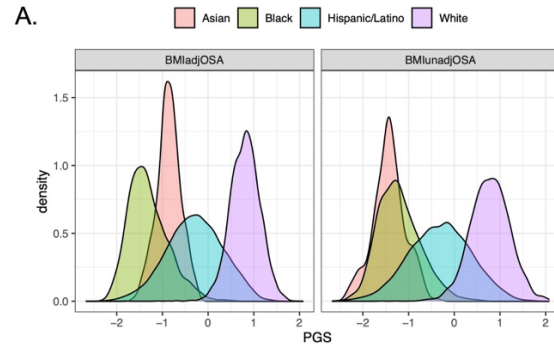 A.
Asian Black Hispanic/Latino White
BMIadjOSA BMIunadjOSA
density
1.5
1.0
0.5
0.0
−2 −1 0 1 2 −2 −1 0 1 2
PGS